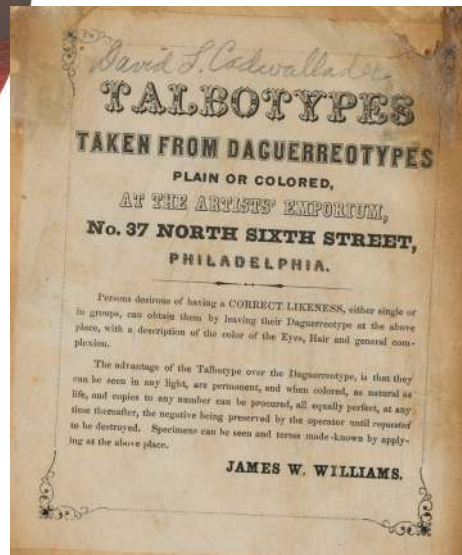 David L. Cadwallader
TALBOTYPES
TAKEN FROM DAGUERREOTYPES
PLAIN OR COLORED,
AT THE ARTISTS' EMPORIUM,
No. 37 NORTH SIXTH STREET,
PHILADELPHIA.
Persons desirous of having a CORRECT LIKENESS, either single or
in groups, can obtain them by leaving their Daguerreotype at the above
place, with a description of the color of the Eyes, Hair and general com-
plexion.
The advantage of the Talbotype over the Daguerreotype, is that they
can be seen in any light, are permanent, and when colored, as natural as
life, and copies to any number can be procured, all equally perfect, at any
time thereafter, the negative being preserved by the operator until requested
to be destroyed. Specimens can be seen and terms made known by apply-
ing at the above place.
JAMES W. WILLIAMS.